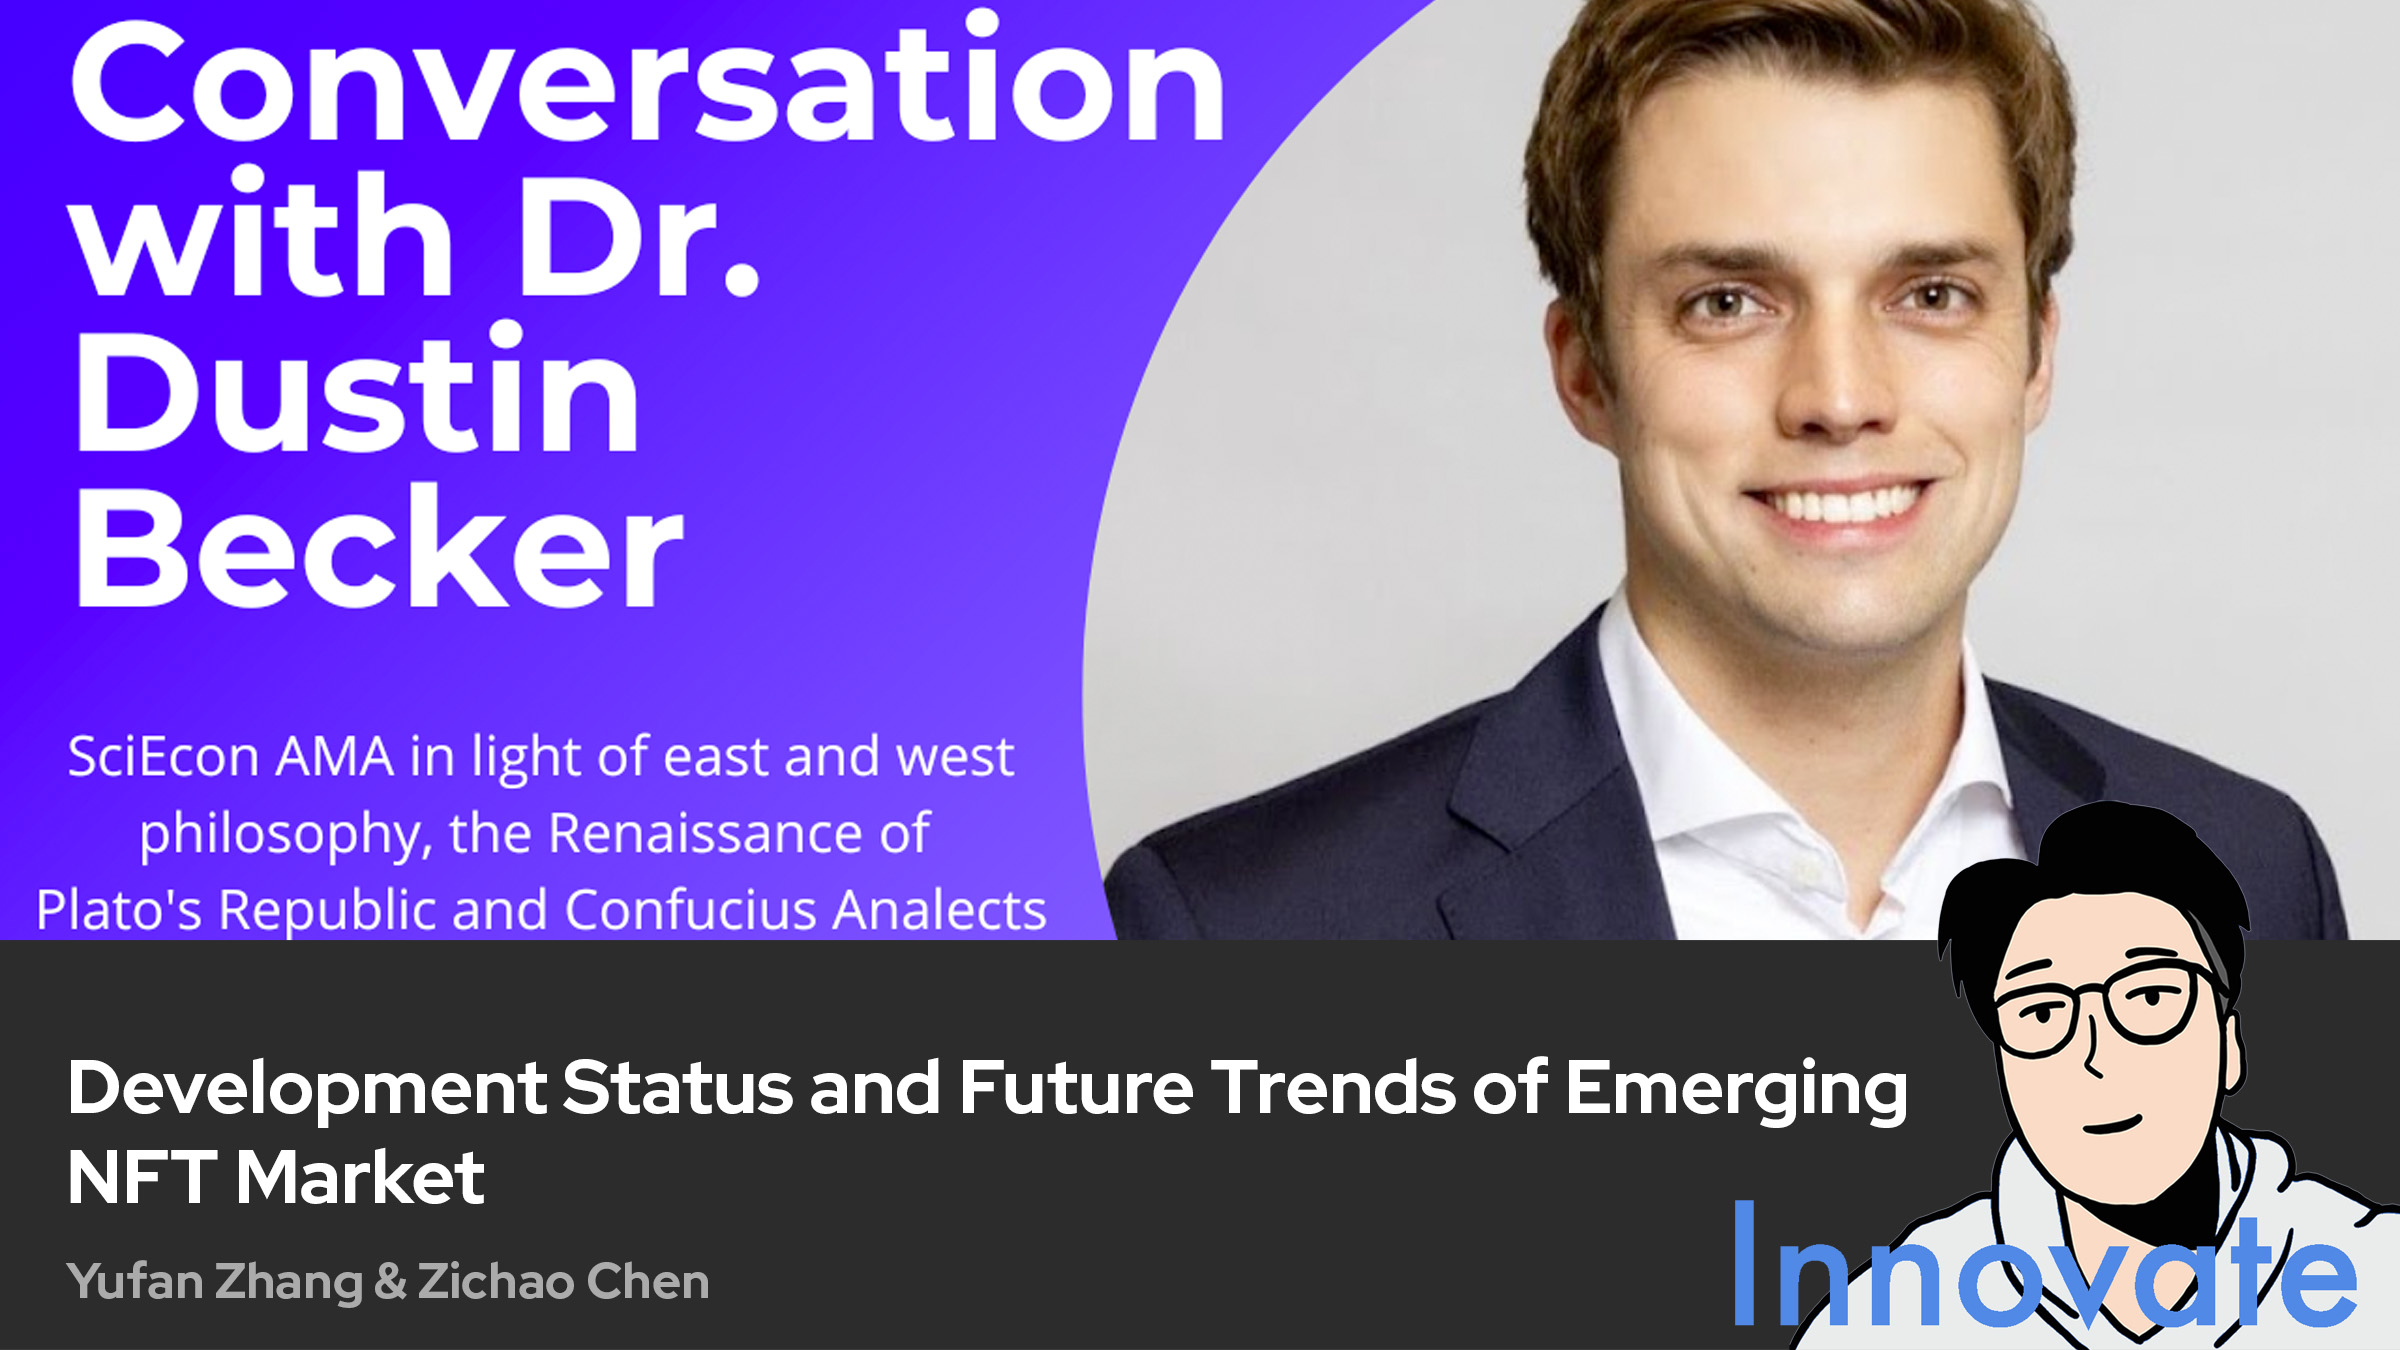 Conversation
with Dr.
Dustin
Becker
SciEcon AMA in light of east and west
philosophy, the Renaissance of
Plato's Republic and Confucius Analects
Development Status and Future Trends of Emerging
NFT Market
Yufan Zhang & Zichao Chen
Innovate